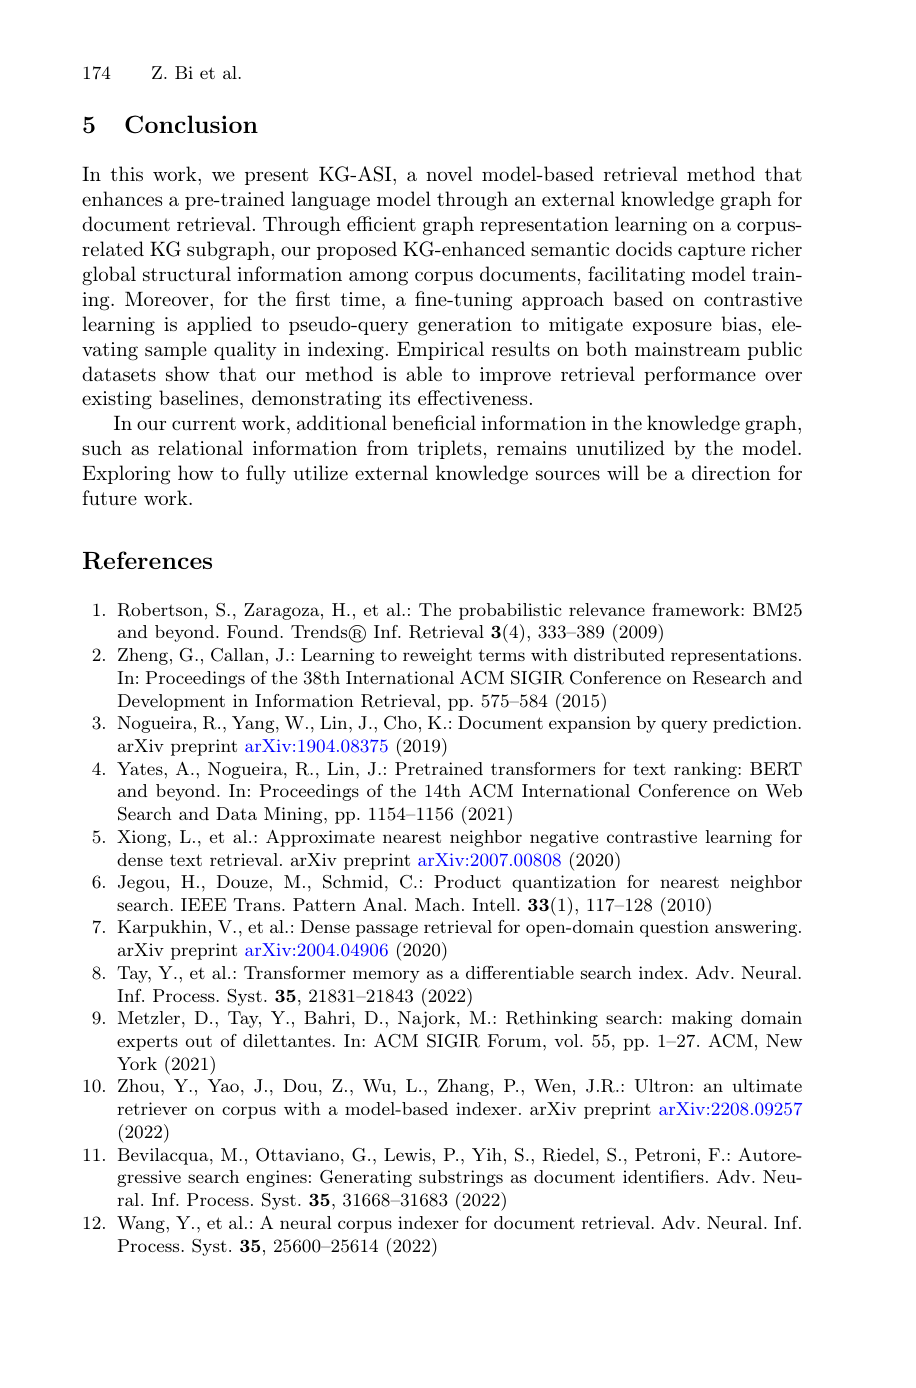 174 Z. Bi et al.
5 Conclusion
In this work, we present KG-ASI, a novel model-based retrieval method that
enhances a pre-trained language model through an external knowledge graph for
document retrieval. Through efficient graph representation learning on a corpus-
related KG subgraph, our proposed KG-enhanced semantic docids capture richer
global structural information among corpus documents, facilitating model train-
ing. Moreover, for the first time, a fine-tuning approach based on contrastive
learning is applied to pseudo-query generation to mitigate exposure bias, ele-
vating sample quality in indexing. Empirical results on both mainstream public
datasets show that our method is able to improve retrieval performance over
existing baselines, demonstrating its effectiveness.
In our current work, additional beneficial information in the knowledge graph,
such as relational information from triplets, remains unutilized by the model.
Exploring how to fully utilize external knowledge sources will be a direction for
future work.
References
1. Robertson, S., Zaragoza, H., et al.: The probabilistic relevance framework: BM25
and beyond. Found. Trends® Inf. Retrieval 3(4), 333–389 (2009)
2. Zheng, G., Callan, J.: Learning to reweight terms with distributed representations.
In: Proceedings of the 38th International ACM SIGIR Conference on Research and
Development in Information Retrieval, pp. 575–584 (2015)
3. Nogueira, R., Yang, W., Lin, J., Cho, K.: Document expansion by query prediction.
arXiv preprint arXiv:1904.08375 (2019)
4. Yates, A., Nogueira, R., Lin, J.: Pretrained transformers for text ranking: BERT
and beyond. In: Proceedings of the 14th ACM International Conference on Web
Search and Data Mining, pp. 1154–1156 (2021)
5. Xiong, L., et al.: Approximate nearest neighbor negative contrastive learning for
dense text retrieval. arXiv preprint arXiv:2007.00808 (2020)
6. Jegou, H., Douze, M., Schmid, C.: Product quantization for nearest neighbor
search. IEEE Trans. Pattern Anal. Mach. Intell. 33(1), 117–128 (2010)
7. Karpukhin, V., et al.: Dense passage retrieval for open-domain question answering.
arXiv preprint arXiv:2004.04906 (2020)
8. Tay, Y., et al.: Transformer memory as a differentiable search index. Adv. Neural.
Inf. Process. Syst. 35, 21831–21843 (2022)
9. Metzler, D., Tay, Y., Bahri, D., Najork, M.: Rethinking search: making domain
experts out of dilettantes. In: ACM SIGIR Forum, vol. 55, pp. 1–27. ACM, New
York (2021)
10. Zhou, Y., Yao, J., Dou, Z., Wu, L., Zhang, P., Wen, J.R.: Ultron: an ultimate
retriever on corpus with a model-based indexer. arXiv preprint arXiv:2208.09257
(2022)
11. Bevilacqua, M., Ottaviano, G., Lewis, P., Yih, S., Riedel, S., Petroni, F.: Autore-
gressive search engines: Generating substrings as document identifiers. Adv. Neu-
ral. Inf. Process. Syst. 35, 31668–31683 (2022)
12. Wang, Y., et al.: A neural corpus indexer for document retrieval. Adv. Neural. Inf.
Process. Syst. 35, 25600–25614 (2022)